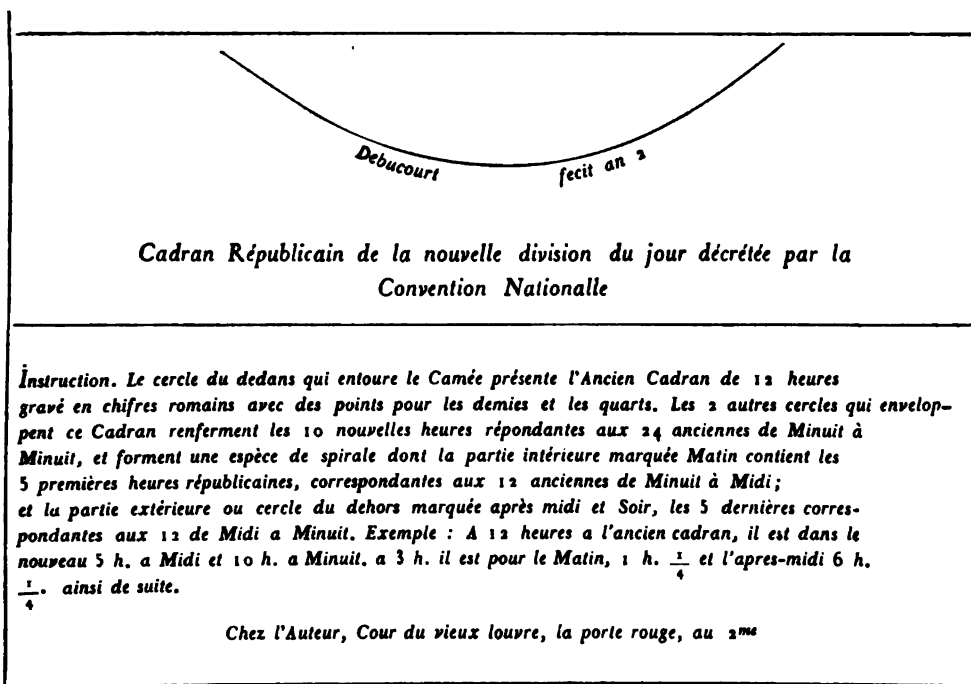 Debucourt fecit an 2
Cadran Républicain de la nouvelle division du jour décrétée par la
Convention Nationalle
Instruction. Le cercle du dedans qui entoure le Camée présente l'Ancien Cadran de 12 heures
gravé en chifres romains avec des points pour les demies et les quarts. Les 2 autres cercles qui envelop-
pent ce Cadran renferment les 10 nouvelles heures répondantes aux 24 anciennes de Minuit à
Minuit, et forment une espèce de spirale dont la partie intérieure marquée Matin contient les
5 premières heures républicaines, correspondantes aux 12 anciennes de Minuit à Midi;
et la partie extérieure ou cercle du dehors marquée après midi et Soir, les 5 dernières corres-
pondantes aux 12 de Midi a Minuit. Exemple : A 12 heures a l'ancien cadran, il est dans le
nouveau 5 h. a Midi et 10 h. a Minuit. a 3 h. il est pour le Matin, 1 h. 1/4 et l'apres-midi 6 h.
1/4. ainsi de suite.
Chez l'Auteur, Cour du vieux louvre, la porte rouge, au 2me